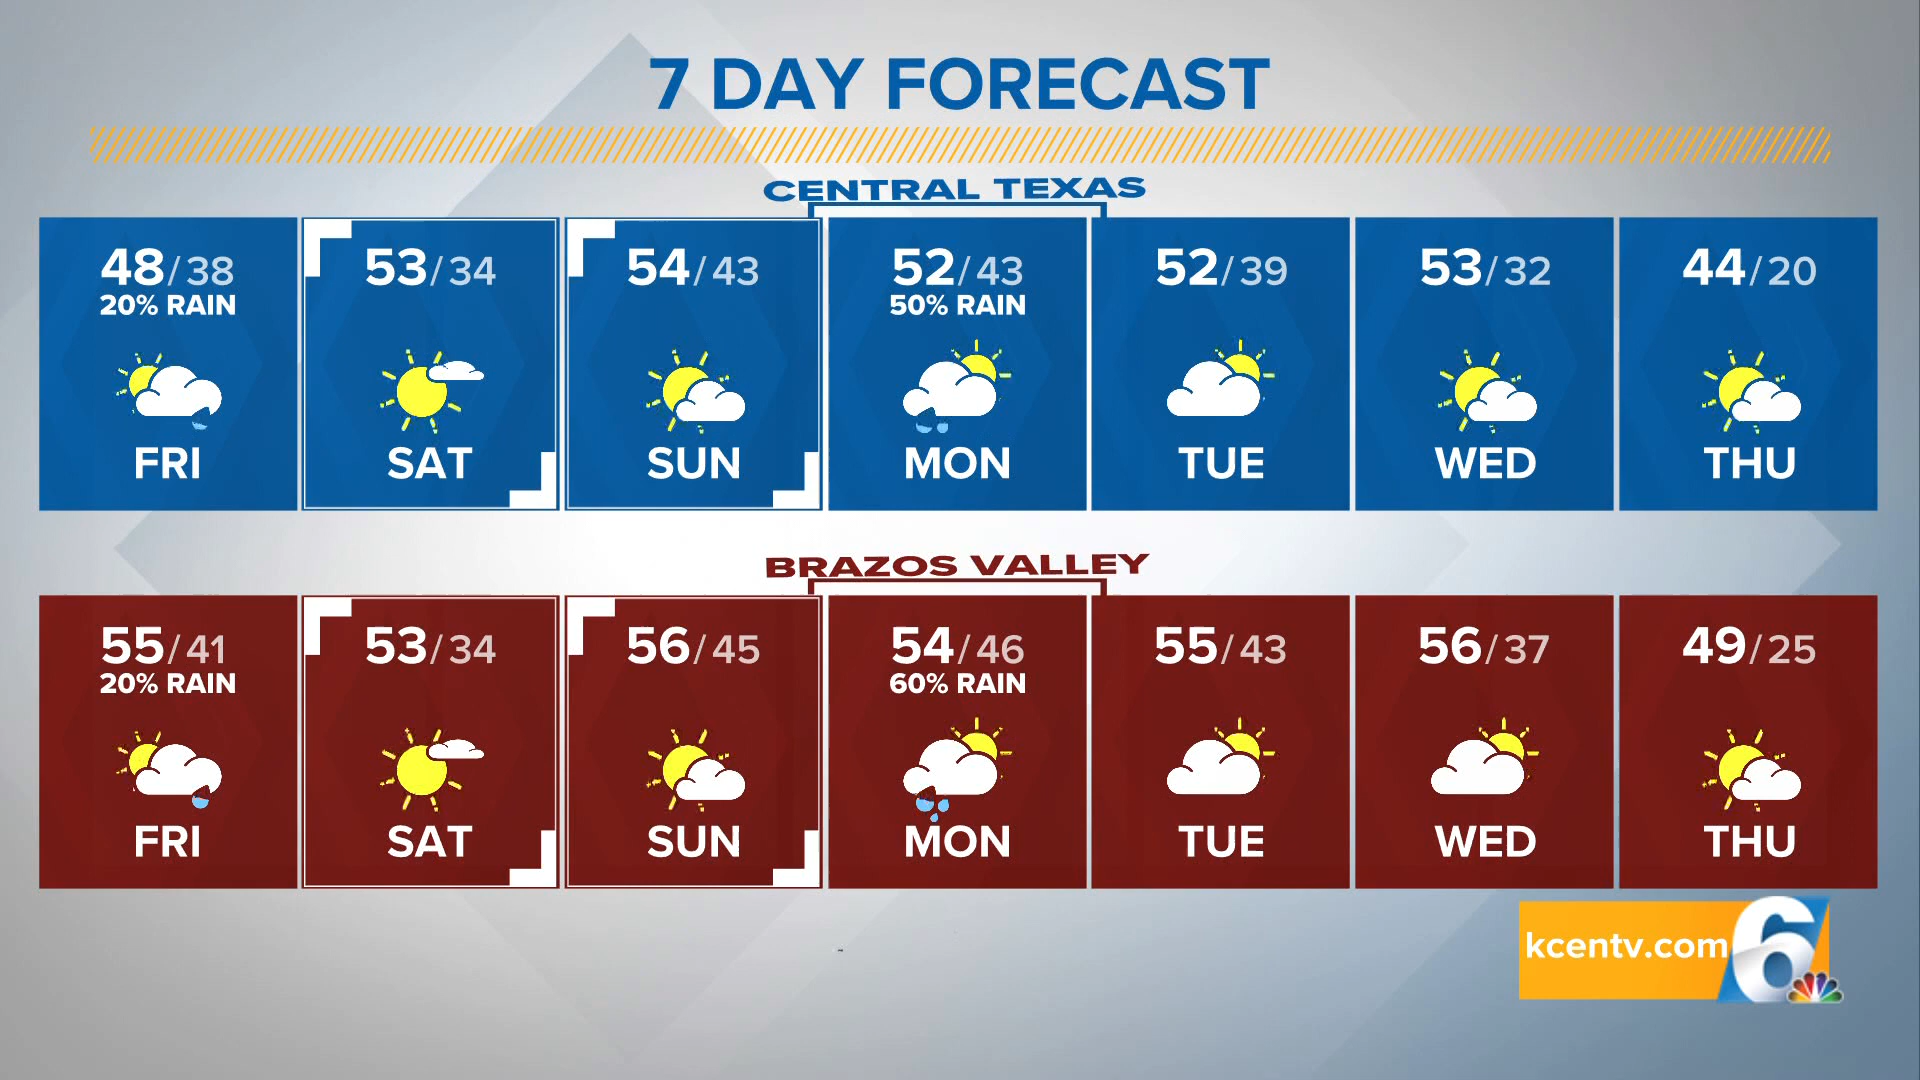 7 DAY FORECAST
CENTRAL TEXAS
48/38 53/34 54/43 52/43 52/39 53/32 44/20
20% RAIN 50% RAIN
FRI SAT SUN MON TUE WED THU
BRAZOS VALLEY
55/41 53/34 56/45 54/46 55/43 56/37 49/25
20% RAIN 60% RAIN
FRI SAT SUN MON TUE WED THU
kcentv.com 6